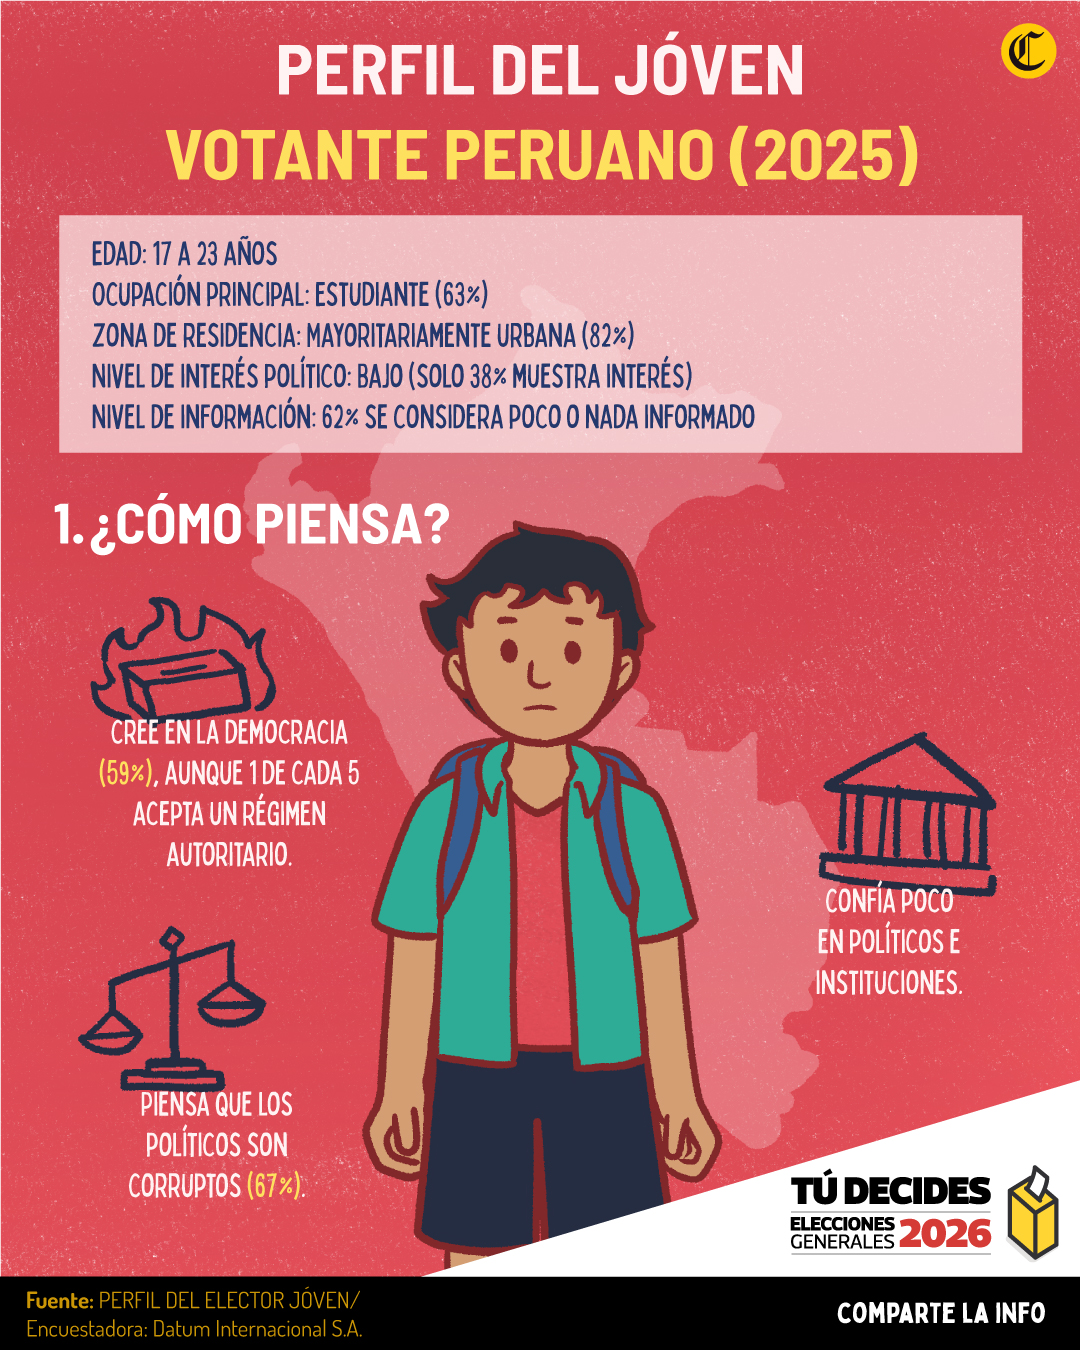 PERFIL DEL JÓVEN
VOTANTE PERUANO (2025)
EDAD: 17 A 23 AÑOS
OCUPACIÓN PRINCIPAL: ESTUDIANTE (63%)
ZONA DE RESIDENCIA: MAYORITARIAMENTE URBANA (82%)
NIVEL DE INTERÉS POLÍTICO: BAJO (SOLO 38% MUESTRA INTERÉS)
NIVEL DE INFORMACIÓN: 62% SE CONSIDERA POCO O NADA INFORMADO
1. ¿CÓMO PIENSA?
CREE EN LA DEMOCRACIA
(59%), AUNQUE 1 DE CADA 5
ACEPTA UN RÉGIMEN
AUTORITARIO.
CONFÍA POCO
EN POLÍTICOS E
INSTITUCIONES.
PIENSA QUE LOS
POLÍTICOS SON
CORRUPTOS (67%).
TÚ DECIDES
ELECCIONES
GENERALES 2026
Fuente: PERFIL DEL ELECTOR JÓVEN/
Encuestadora: Datum Internacional S.A.
COMPARTE LA INFO
C